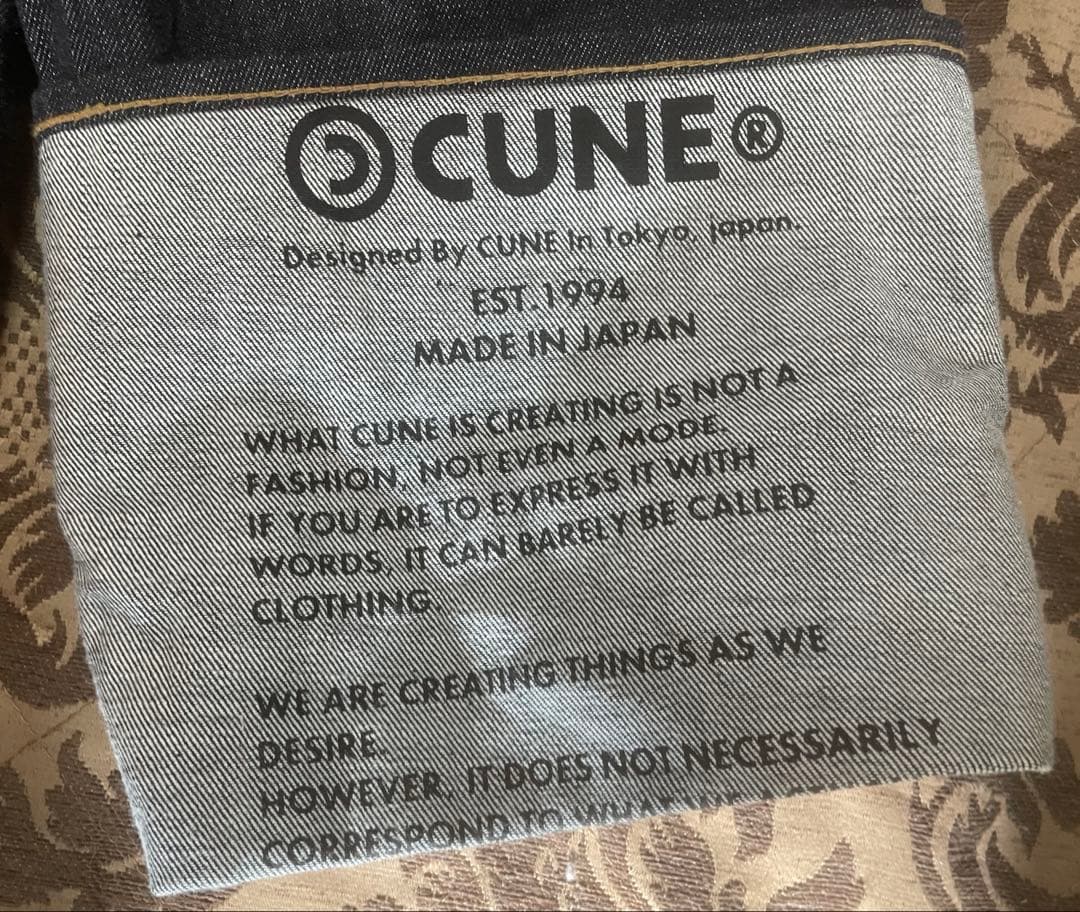 CUNE®
Designed By CUNE In Tokyo, japan.
EST.1994
MADE IN JAPAN
WHAT CUNE IS CREATING IS NOT A
FASHION, NOT EVEN A MODE.
IF YOU ARE TO EXPRESS IT WITH
WORDS, IT CAN BARELY BE CALLED
CLOTHING.
WE ARE CREATING THINGS AS WE
DESIRE.
HOWEVER, IT DOES NOT NECESSARILY
CORRESPOND TO WHAT